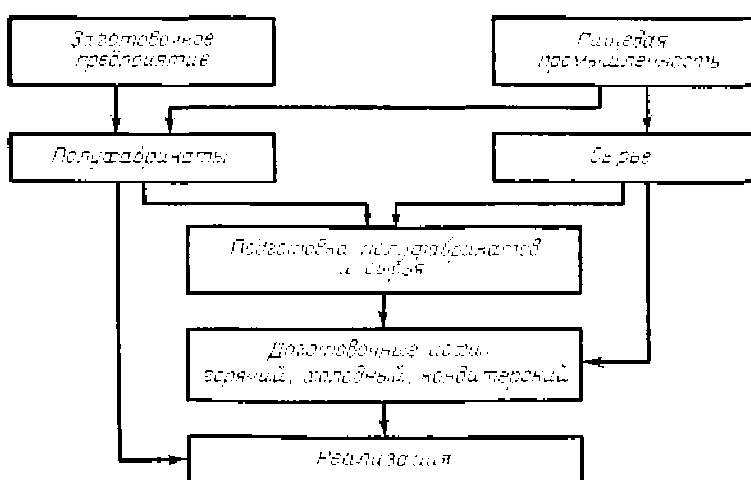 Заготовочное
предприятие
Пищевая
промышленность
Полуфабрикаты
Сырье
Подготовка полуфабрикатов
и сырья
Доготовочные цехи:
горячий, холодный, кондитерский
Реализация